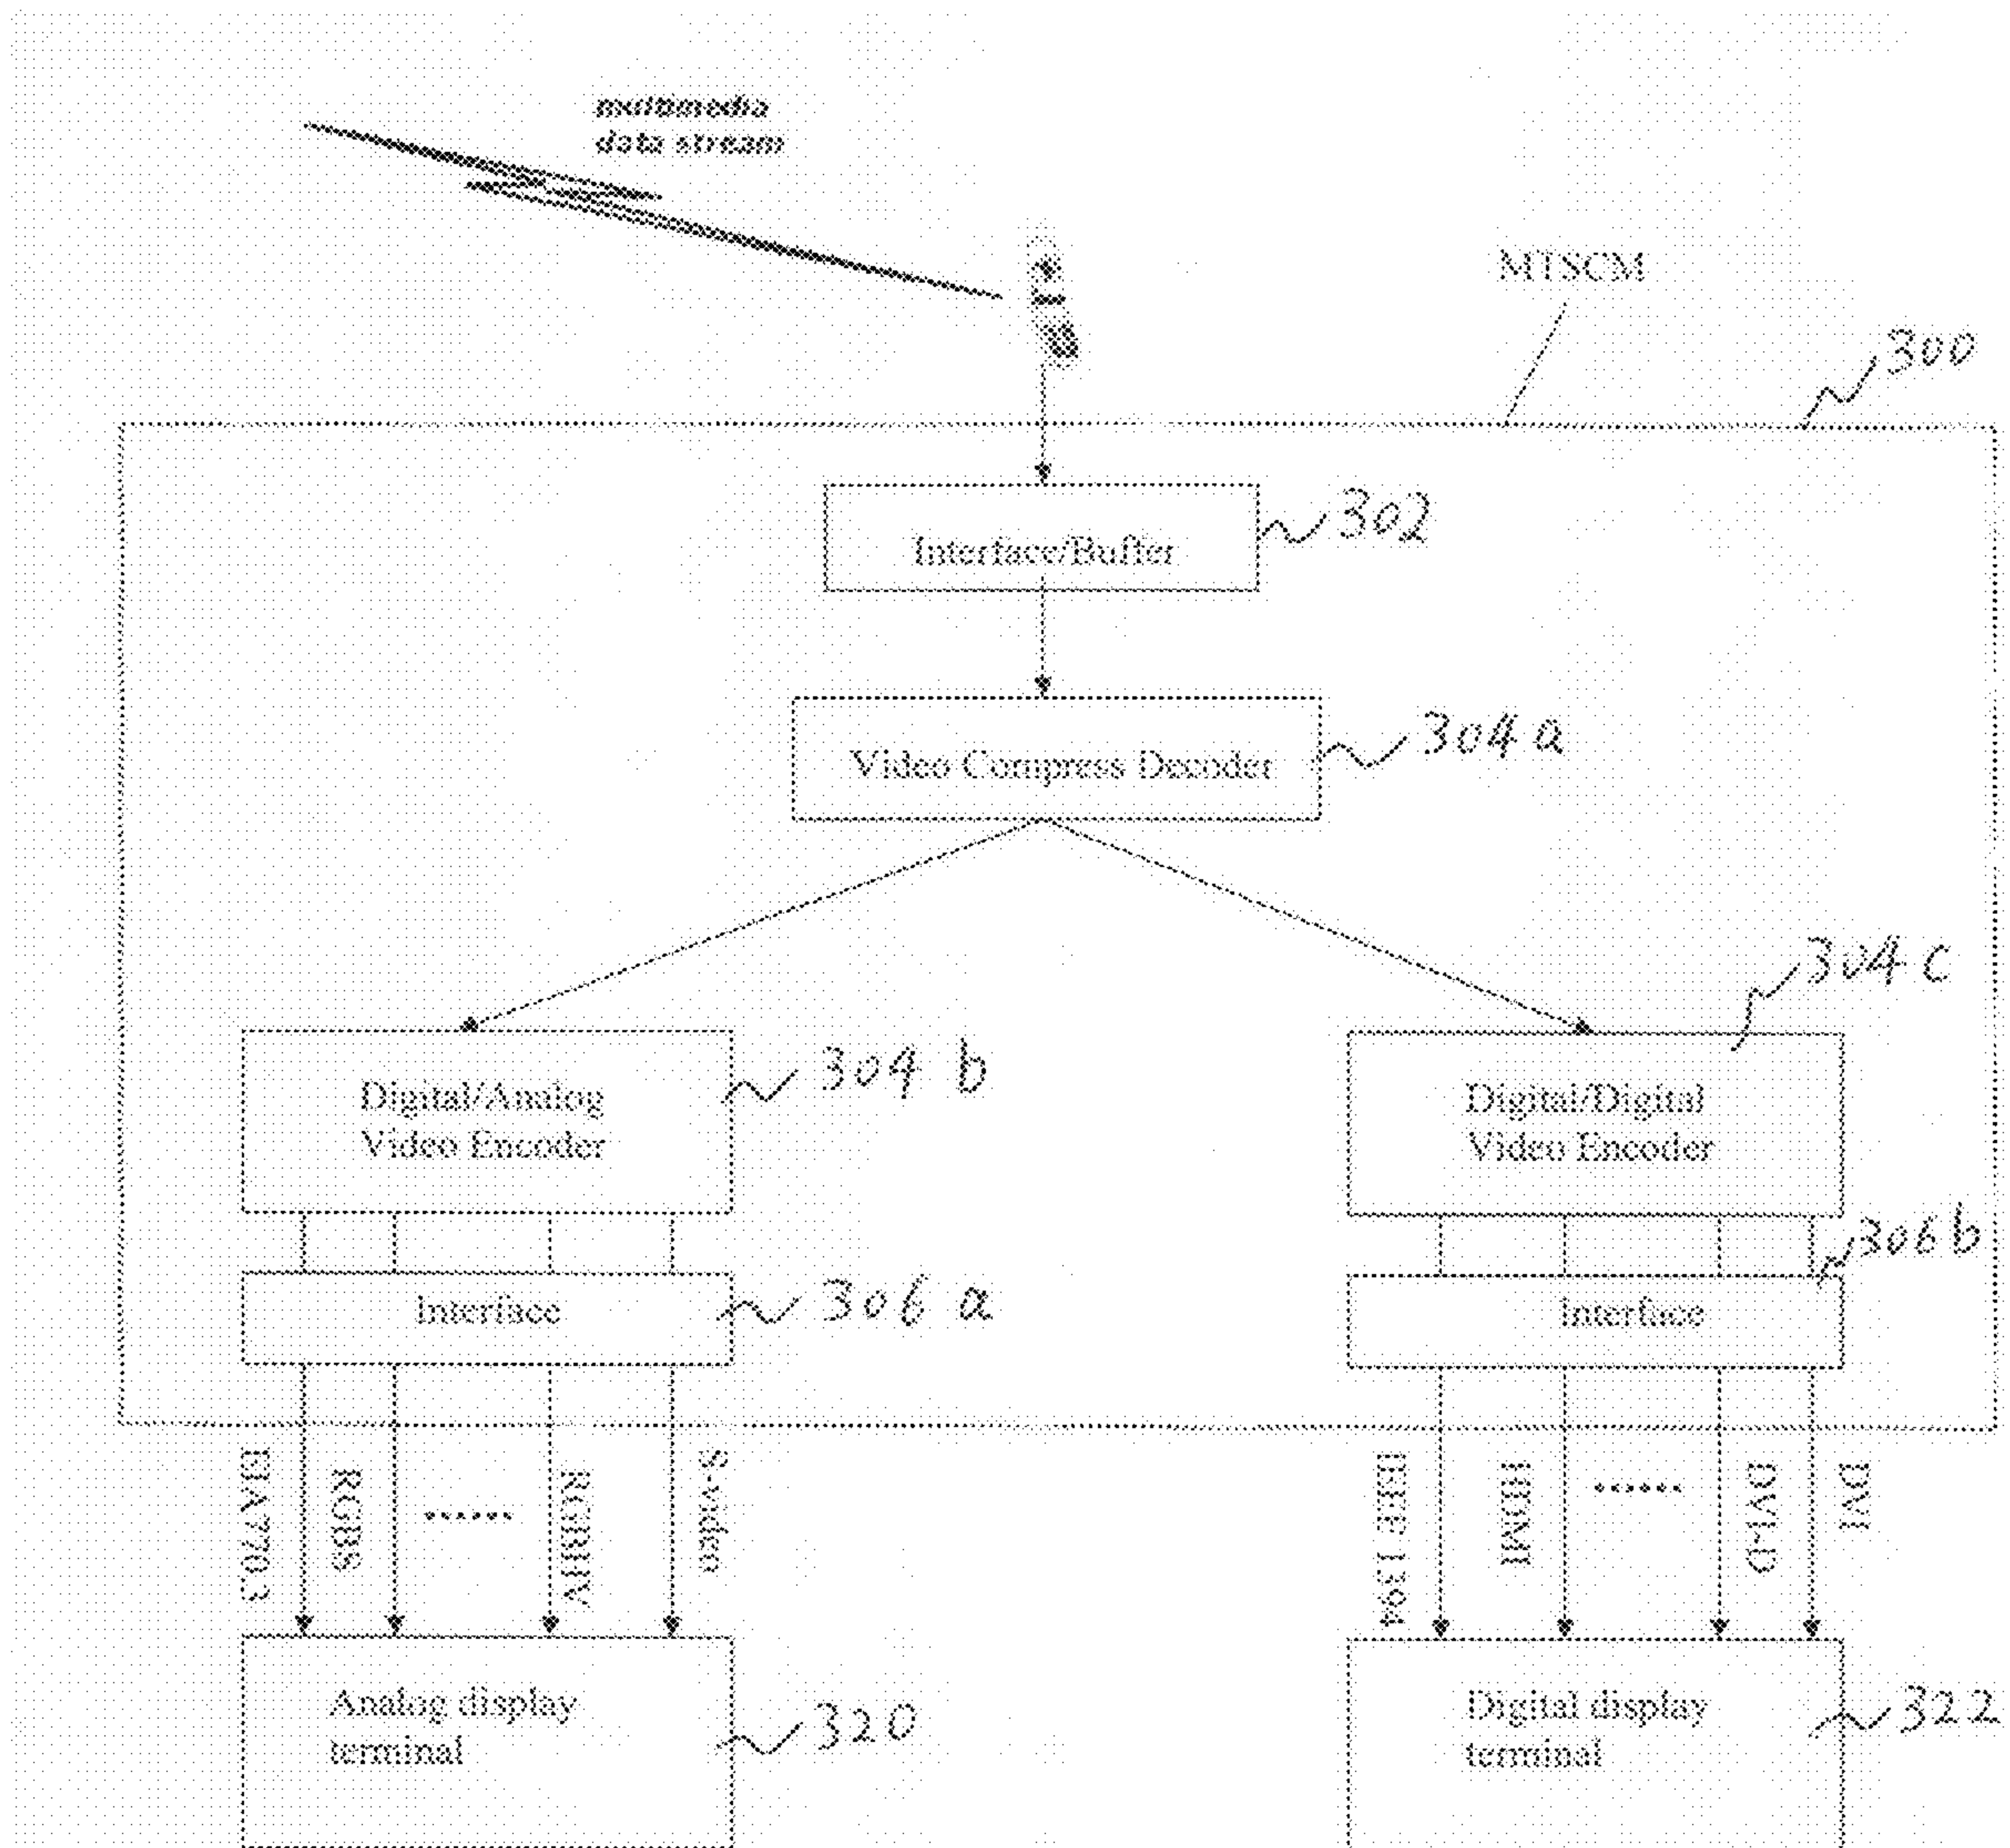 multimedia
data stream
MTSCM
300
Interface/Buffer
302
Video Compress Decoder
304 a
304 c
Digital/Analog
Video Encoder
304 b
Digital/Digital
Video Encoder
306 b
Interface
306 a
Interface
EIA770.3
RGBS
......
RGBHV
S-video
IEEE 1394
HDMI
......
DVI-D
DVI
Analog display
terminal
320
Digital display
terminal
322